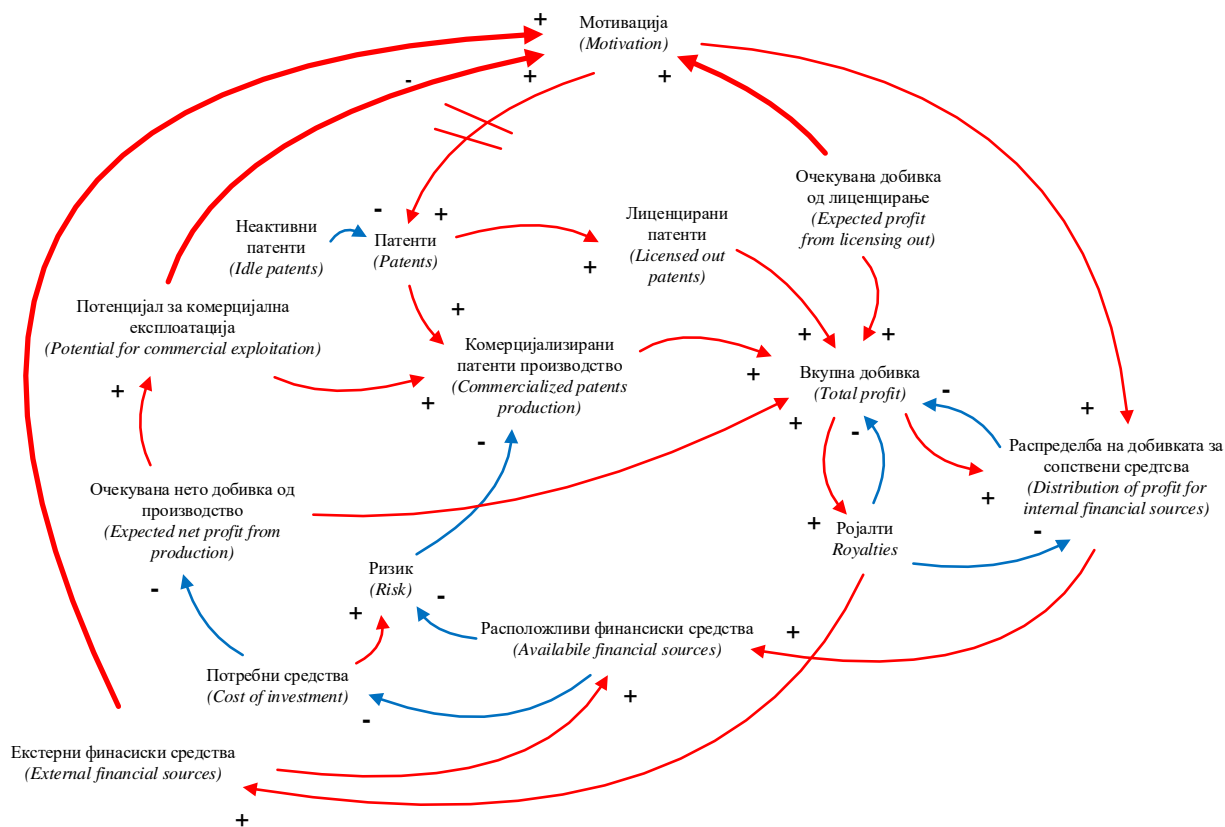 Мотивација
(Motivation)
Очекувана добивка
од лиценцирање
(Expected profit
from licensing out)
Неактивни
патенти
(Idle patents)
Патенти
(Patents)
Лиценцирани
патенти
(Licensed out
patents)
Потенцијал за комерцијална
експлоатација
(Potential for commercial exploitation)
Комерцијализирани
патенти производство
(Commercialized patents
production)
Вкупна добивка
(Total profit)
Распределба на добивката за
сопствени средтсва
(Distribution of profit for
internal financial sources)
Очекувана нето добивка од
производство
(Expected net profit from
production)
Ројалти
Royalties
Ризик
(Risk)
Расположливи финансиски средства
(Availabile financial sources)
Потребни средства
(Cost of investment)
Екстерни финасиски средства
(External financial sources)